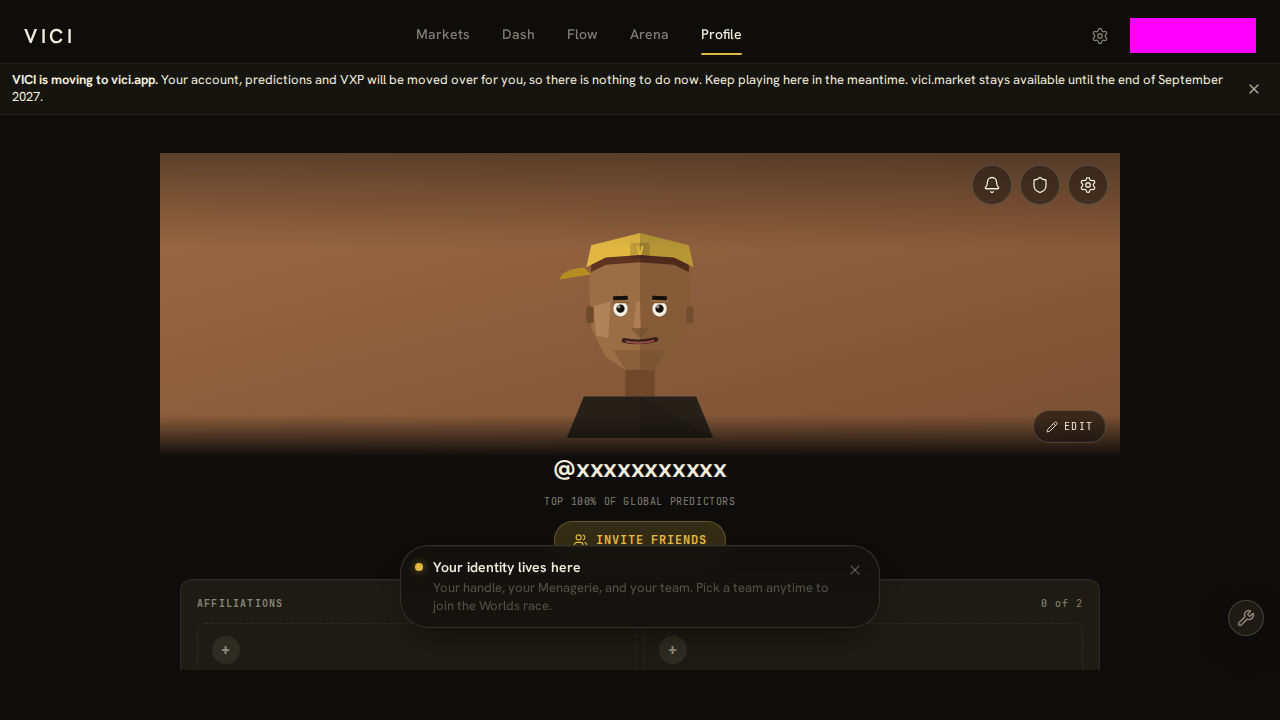 VICI
Markets
Dash
Flow
Arena
Profile
VICI is moving to vici.app. Your account, predictions and VXP will be moved over for you, so there is nothing to do now. Keep playing here in the meantime. vici.market stays available until the end of September
2027.
V
EDIT
@xxxxxxxxxxx
TOP 100% OF GLOBAL PREDICTORS
INVITE FRIENDS
Your identity lives here
Your handle, your Menagerie, and your team. Pick a team anytime to
join the Worlds race.
AFFILIATIONS
0 of 2